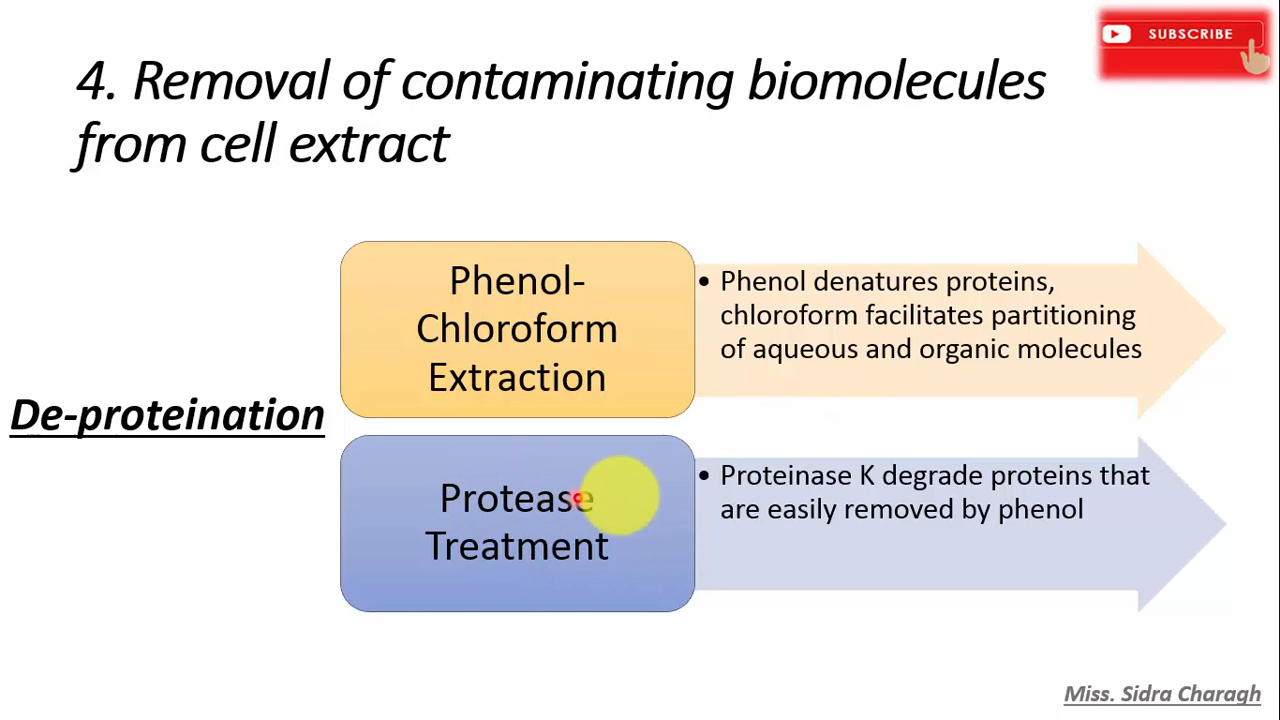 SUBSCRIBE
4. Removal of contaminating biomolecules
from cell extract
De-proteination
Phenol-
Chloroform
Extraction
• Phenol denatures proteins,
chloroform facilitates partitioning
of aqueous and organic molecules
Protease
Treatment
• Proteinase K degrade proteins that
are easily removed by phenol
Miss. Sidra Charagh